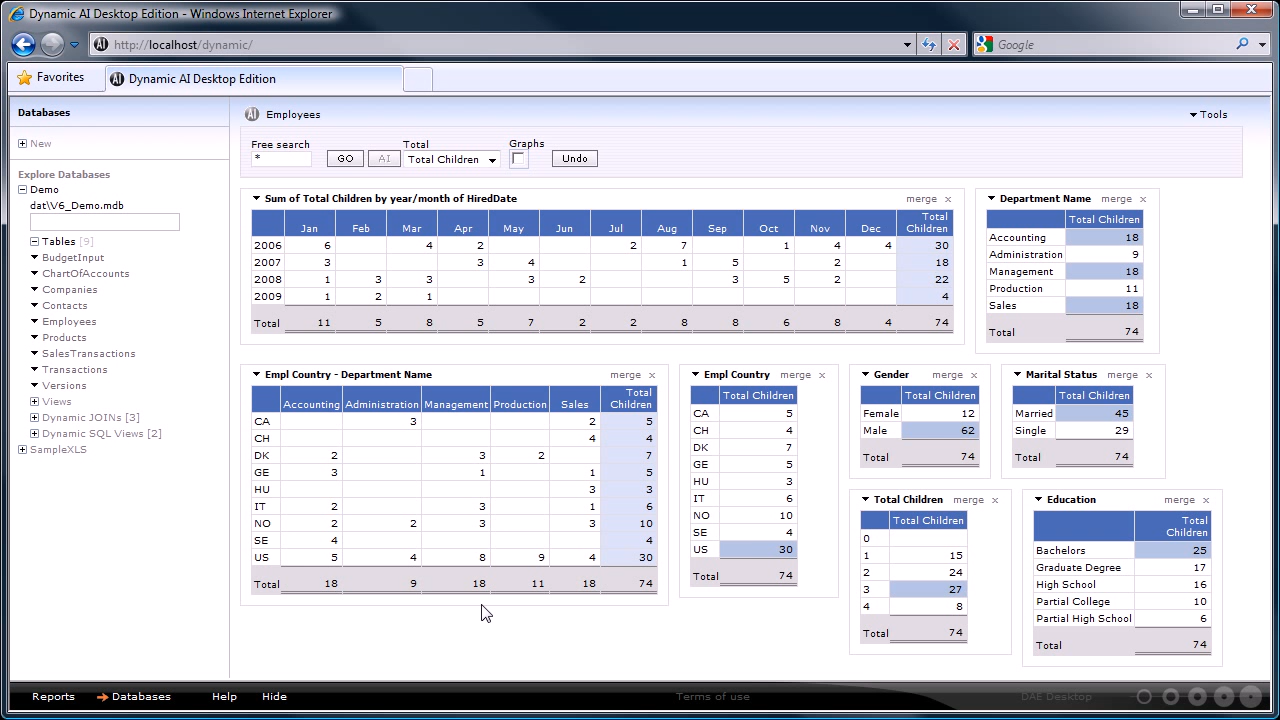 Dynamic AI Desktop Edition - Windows Internet Explorer
http://localhost/dynamic/
Google
Favorites
Dynamic AI Desktop Edition
Databases
New
Explore Databases
Demo
dat\V6_Demo.mdb
Tables [9]
BudgetInput
ChartOfAccounts
Companies
Contacts
Employees
Products
SalesTransactions
Transactions
Versions
Views
Dynamic JOINs [3]
Dynamic SQL Views [2]
SampleXLS
AI Employees
Tools
Free search Total Graphs
* GO AI Total Children Undo
Sum of Total Children by year/month of HiredDate merge x
Jan Feb Mar Apr May Jun Jul Aug Sep Oct Nov Dec Total Children
2006 6 4 2 2 7 1 4 4 30
2007 3 3 4 1 5 2 18
2008 1 3 3 3 2 3 5 2 22
2009 1 2 1 4
Total 11 5 8 5 7 2 2 8 8 6 8 4 74
Department Name merge x
Total Children
Accounting 18
Administration 9
Management 18
Production 11
Sales 18
Total 74
Empl Country - Department Name merge x
Accounting Administration Management Production Sales Total Children
CA 3 2 5
CH 4 4
DK 2 3 2 7
GE 3 1 1 5
HU 3 3
IT 2 3 1 6
NO 2 2 3 3 10
SE 4 4
US 5 4 8 9 4 30
Total 18 9 18 11 18 74
Empl Country merge x
Total Children
CA 5
CH 4
DK 7
GE 5
HU 3
IT 6
NO 10
SE 4
US 30
Total 74
Gender merge x
Total Children
Female 12
Male 62
Total 74
Marital Status merge x
Total Children
Married 45
Single 29
Total 74
Total Children merge x
Total Children
0
1 15
2 24
3 27
4 8
Total 74
Education merge x
Total Children
Bachelors 25
Graduate Degree 17
High School 16
Partial College 10
Partial High School 6
Total 74
Reports Databases Help Hide Terms of use DAE Desktop